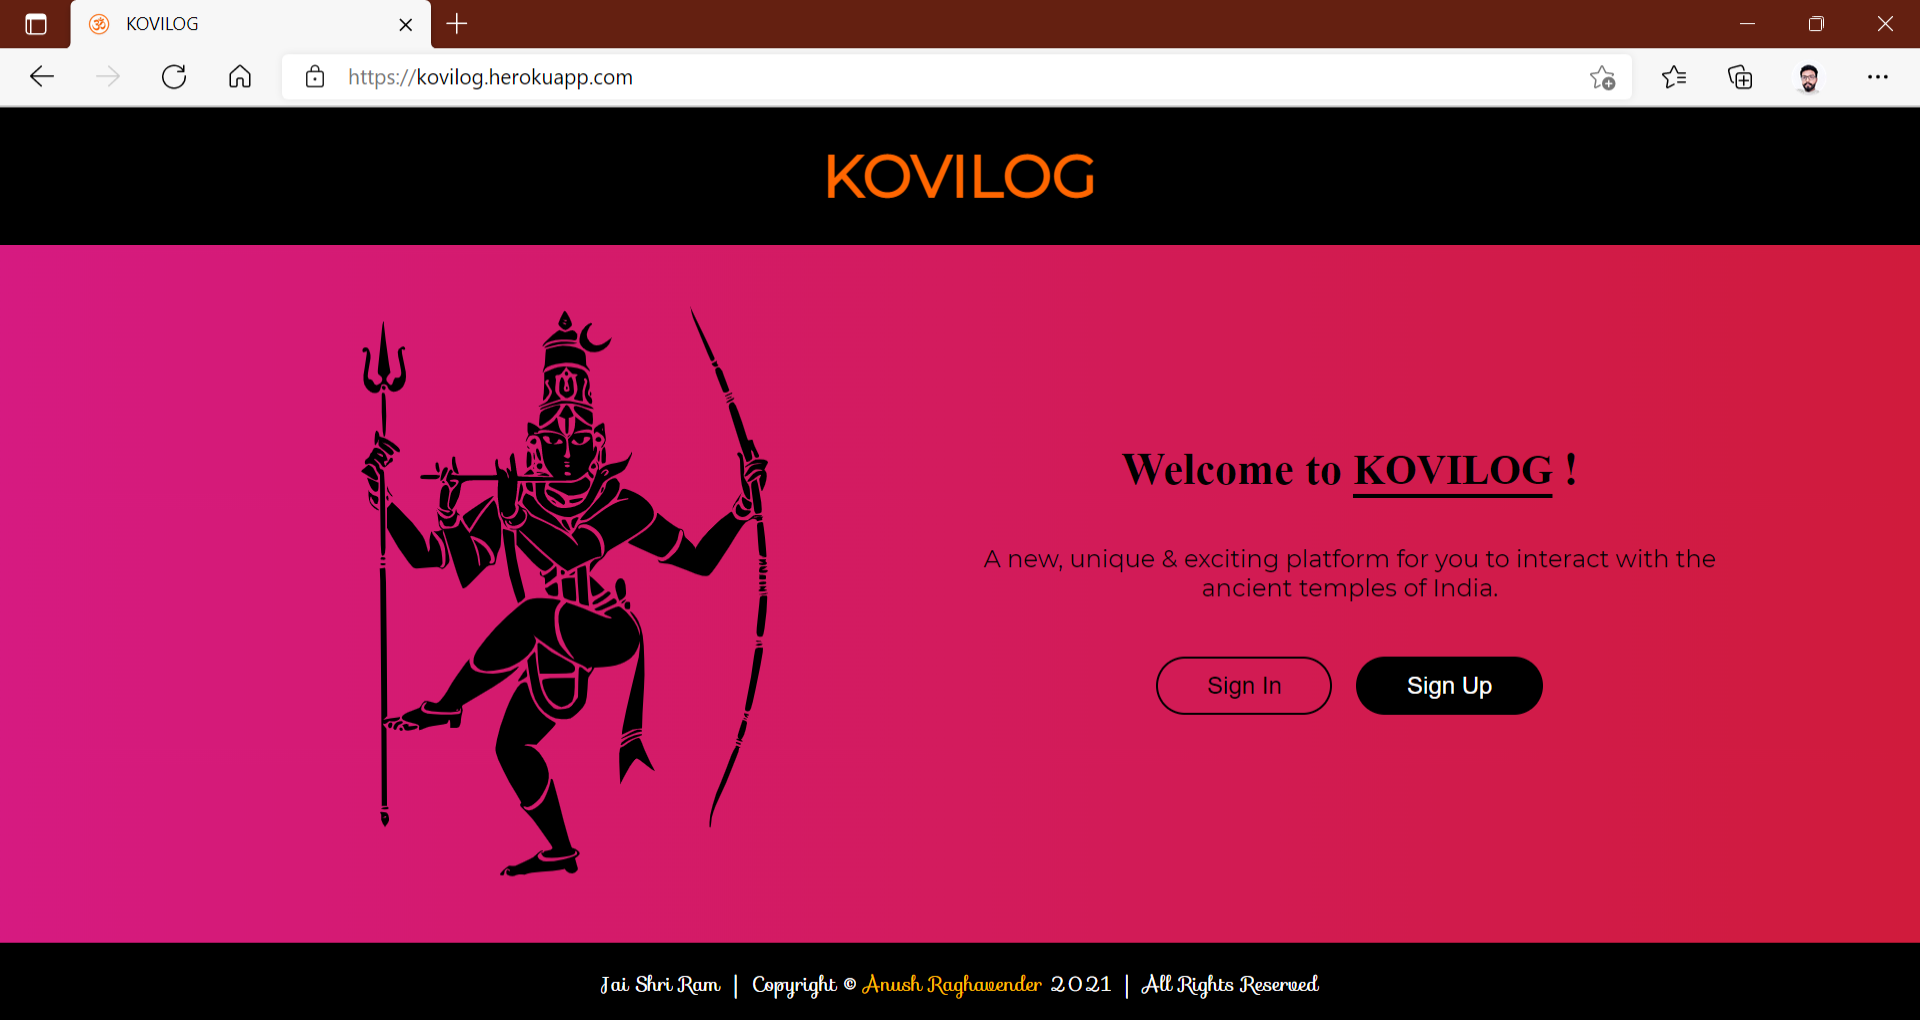 KOVILOG
https://kovilog.herokuapp.com
KOVILOG
Welcome to KOVILOG !
A new, unique & exciting platform for you to interact with the
ancient temples of India.
Sign In
Sign Up
Jai Shri Ram | Copyright © Anush Raghavender 2021 | All Rights Reserved